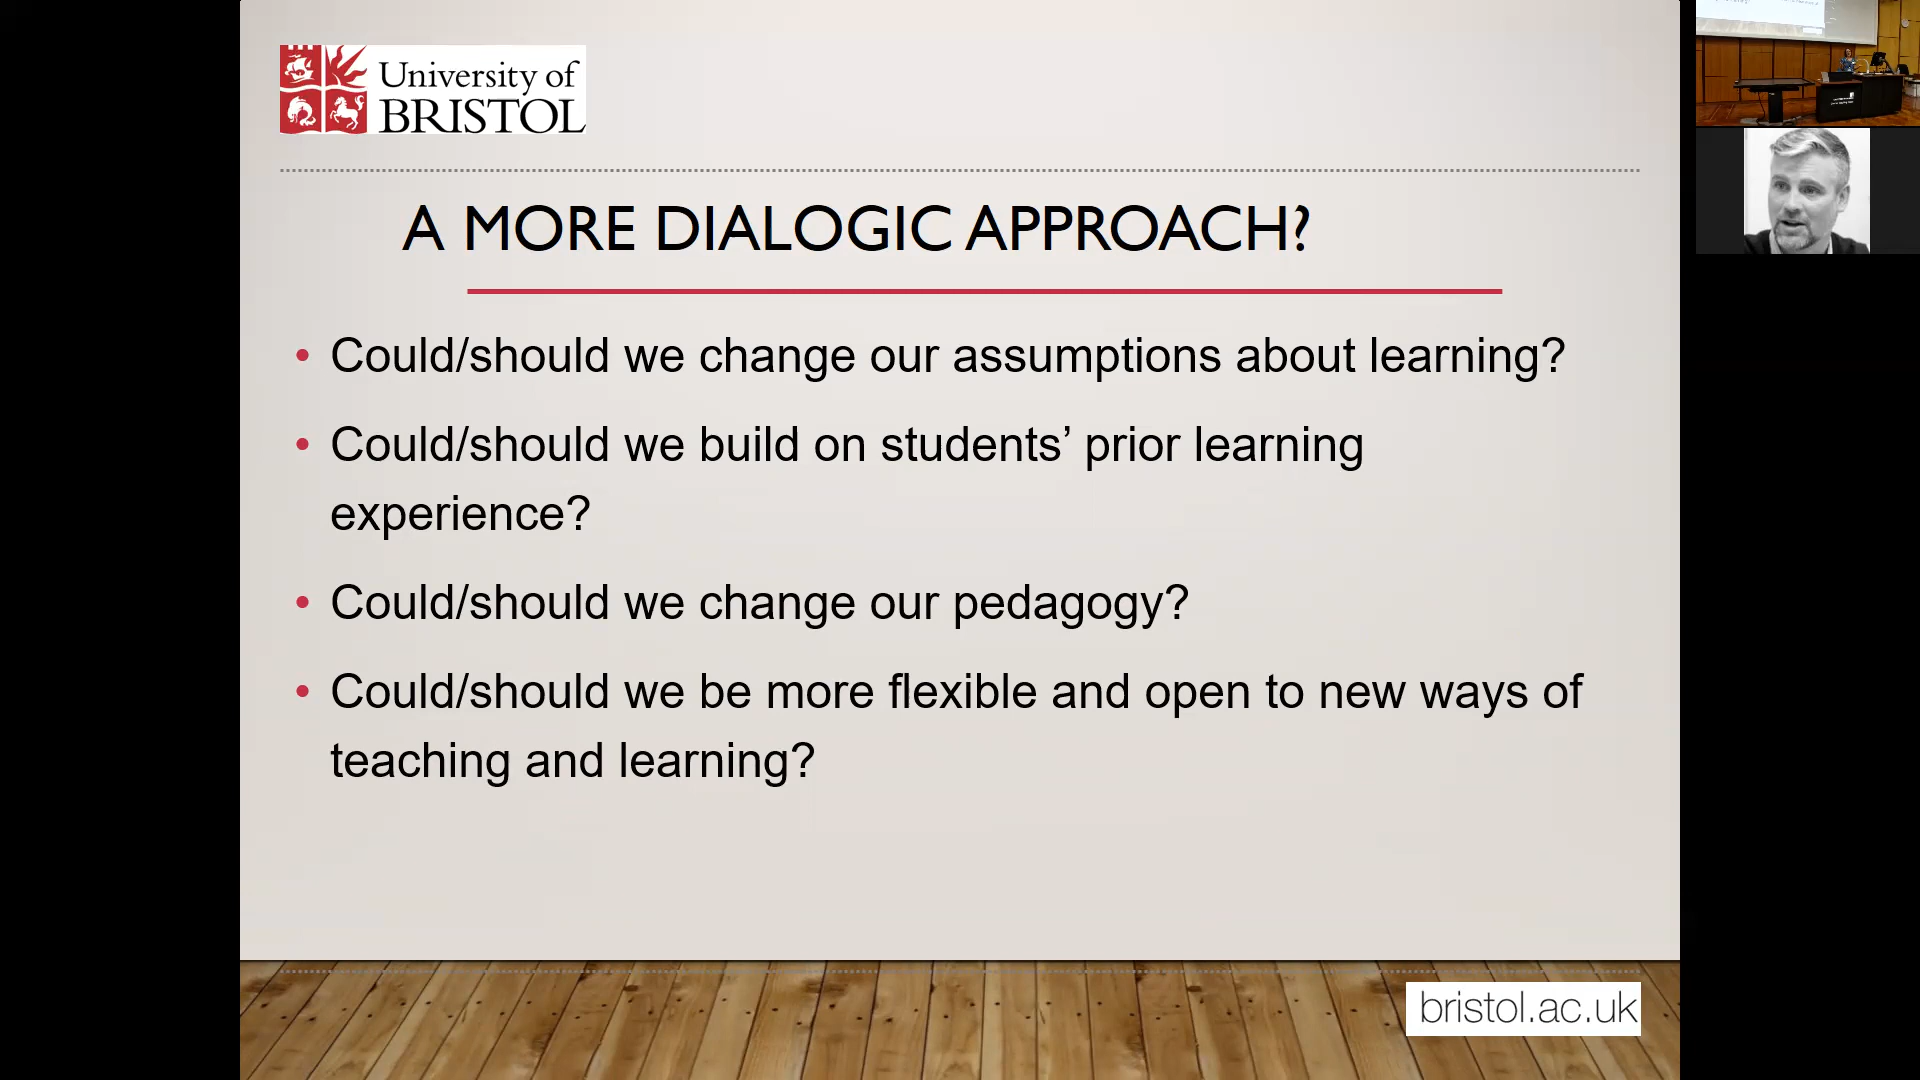 University of
BRISTOL
A MORE DIALOGIC APPROACH?
• Could/should we change our assumptions about learning?
• Could/should we build on students’ prior learning
experience?
• Could/should we change our pedagogy?
• Could/should we be more flexible and open to new ways of
teaching and learning?
bristol.ac.uk